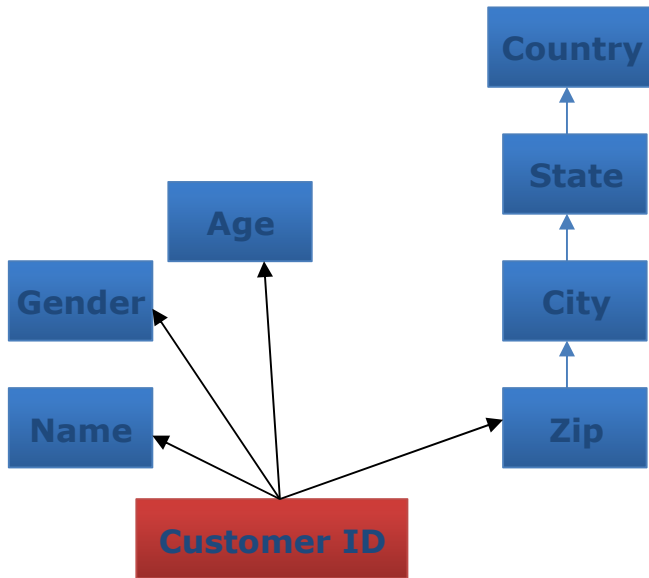 Country
State
Age
City
Gender
Name
Zip
Customer ID